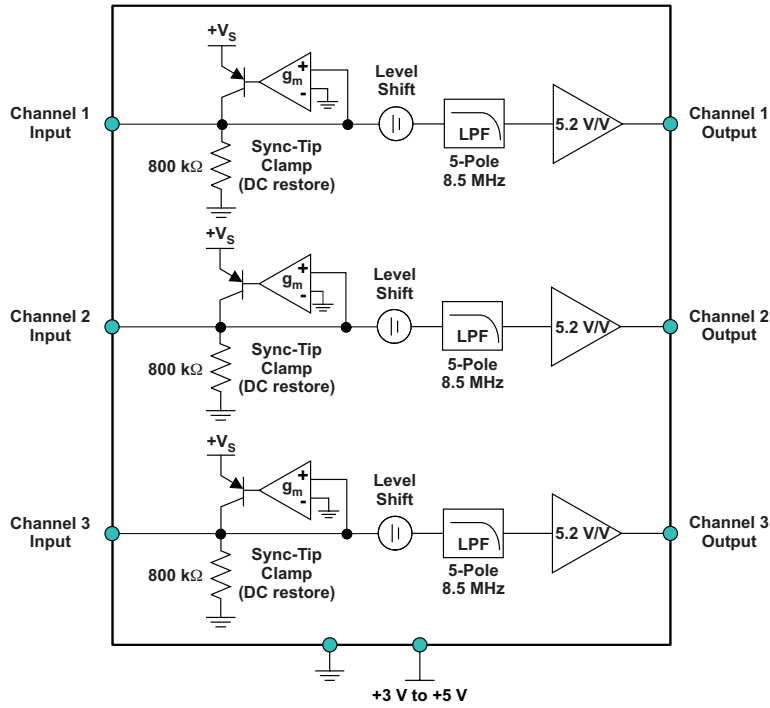 +VS
gm
+
-
Level
Shift
Channel 1
Input
LPF
5.2 V/V
Channel 1
Output
800 kΩ
Sync-Tip
Clamp
(DC restore)
5-Pole
8.5 MHz
+VS
gm
+
-
Level
Shift
Channel 2
Input
LPF
5.2 V/V
Channel 2
Output
800 kΩ
Sync-Tip
Clamp
(DC restore)
5-Pole
8.5 MHz
+VS
gm
+
-
Level
Shift
Channel 3
Input
LPF
5.2 V/V
Channel 3
Output
800 kΩ
Sync-Tip
Clamp
(DC restore)
5-Pole
8.5 MHz
+3 V to +5 V